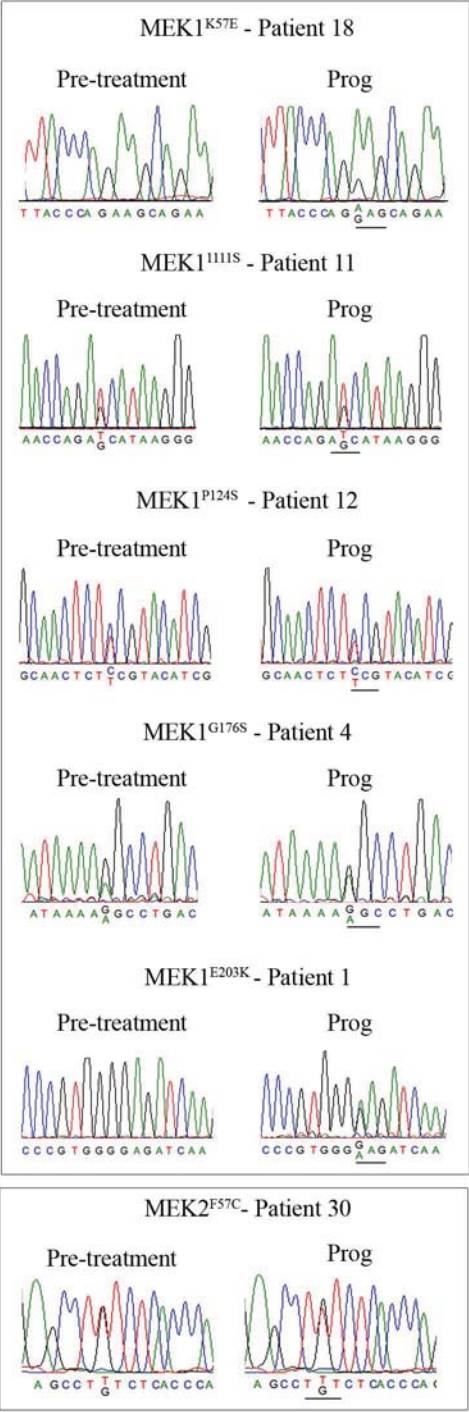 MEK1K57E - Patient 18
Pre-treatment Prog
TTACCCAGAAGCAGAA TTACCCAGAAGCAGAA
G
MEK1I111S - Patient 11
Pre-treatment Prog
AACCAGATCATAAGGG AACCAGATCATAAGGG
G G
MEK1P124S - Patient 12
Pre-treatment Prog
GCAACTCTCCGTACATCG GCAACTCTCCGTACATCG
T T
MEK1G176S - Patient 4
Pre-treatment Prog
ATAAAAGGCCTGAC ATAAAAGGCCTGAC
A A
MEK1E203K - Patient 1
Pre-treatment Prog
CCCGTGGGGAGATCAA CCCGTGGGGAGATCAA
A
MEK2F57C- Patient 30
Pre-treatment Prog
AGCCTTTCTCACCCA AGCCTTTCTCACCCAG
G G